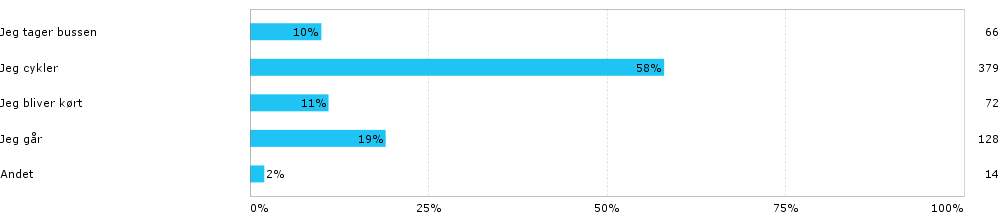 Jeg tager bussen 10% 66
Jeg cykler 58% 379
Jeg bliver kørt 11% 72
Jeg går 19% 128
Andet 2% 14
0% 25% 50% 75% 100%